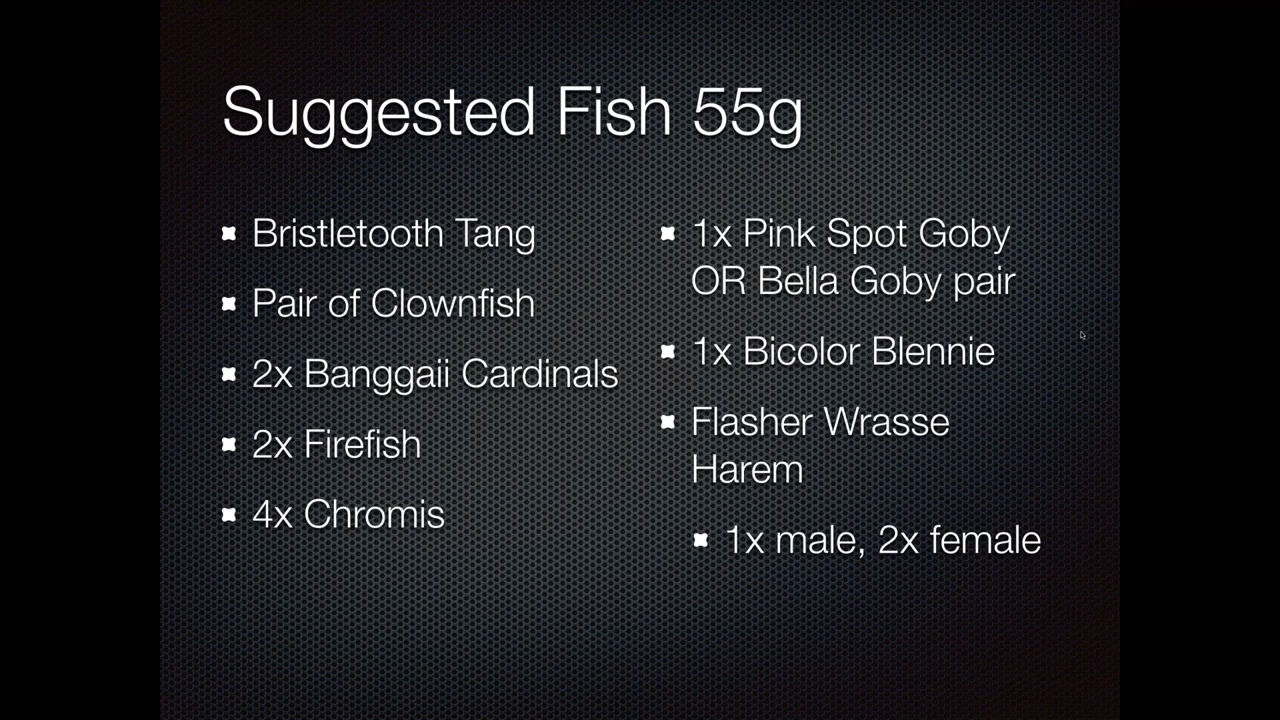 Suggested Fish 55g
Bristletooth Tang
Pair of Clownfish
2x Banggaii Cardinals
2x Firefish
4x Chromis
1x Pink Spot Goby
OR Bella Goby pair
1x Bicolor Blennie
Flasher Wrasse
Harem
1x male, 2x female